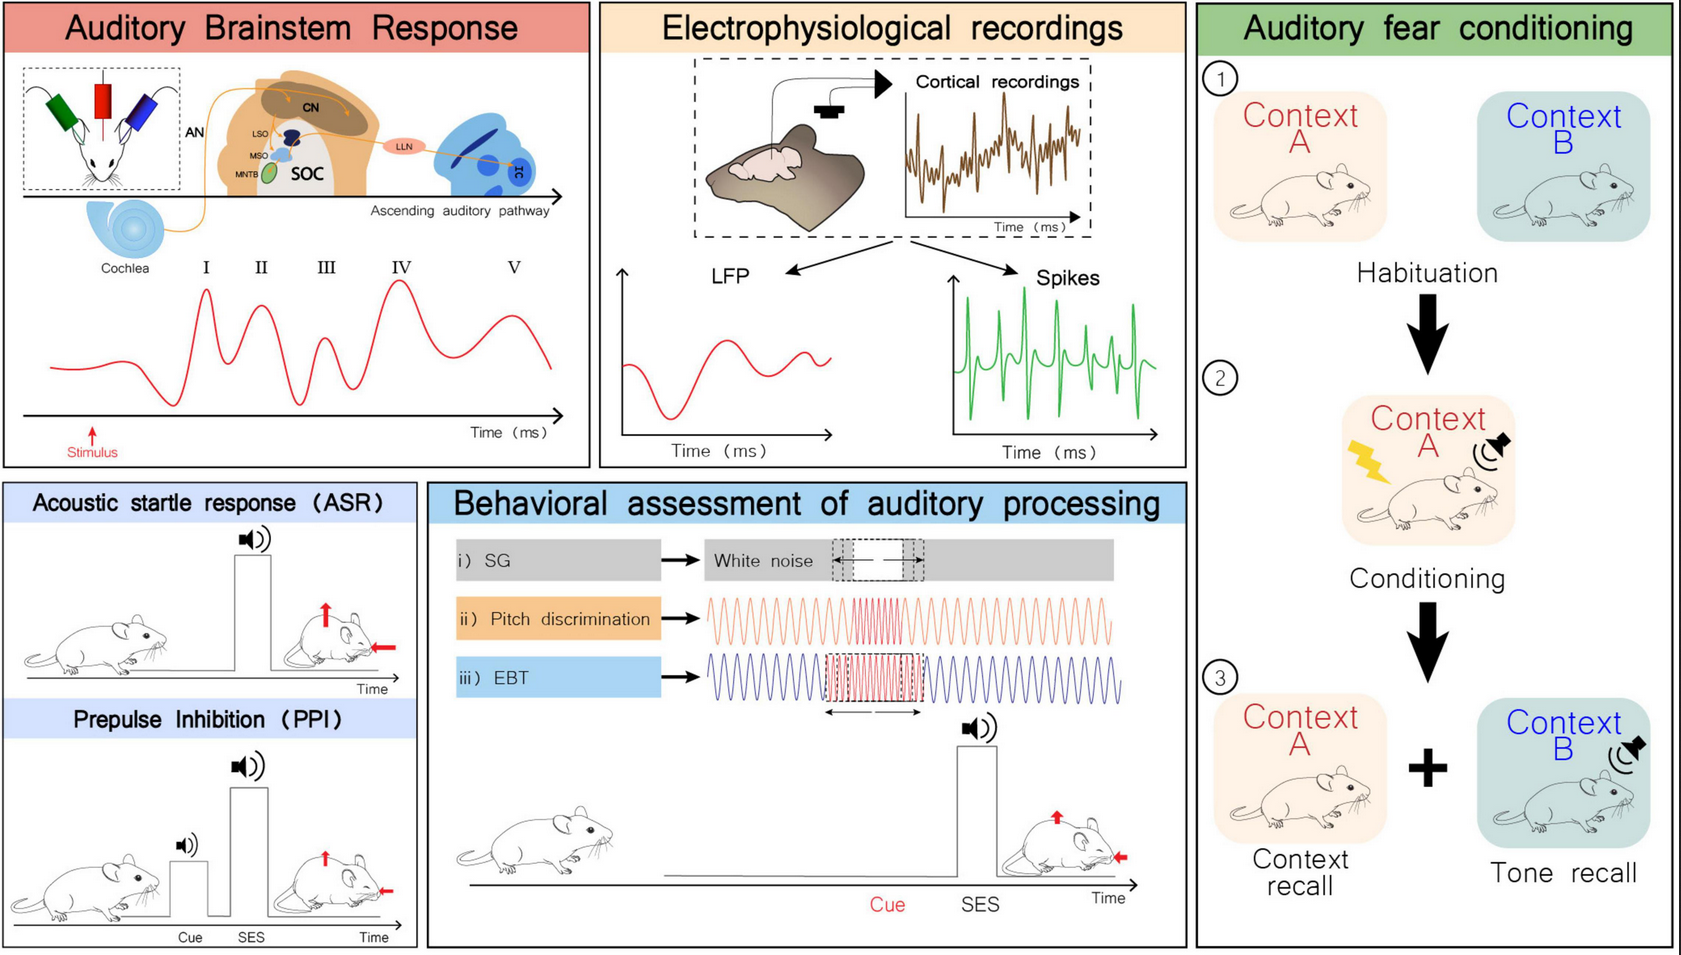 Auditory Brainstem Response
AN
CN
LSO
MSO
MNTB
SOC
LLN
IC
Ascending auditory pathway
Cochlea
I II III IV V
Time (ms)
Stimulus
Electrophysiological recordings
Cortical recordings
Time (ms)
LFP
Spikes
Time (ms)
Time (ms)
Auditory fear conditioning
1
Context
A
Context
B
Habituation
2
Context
A
Conditioning
3
Context
A
+
Context
B
Context
recall
Tone recall
Acoustic startle response (ASR)
Time
Prepulse Inhibition (PPI)
Cue SES Time
Behavioral assessment of auditory processing
i) SG
White noise
ii) Pitch discrimination
iii) EBT
Time
Cue SES